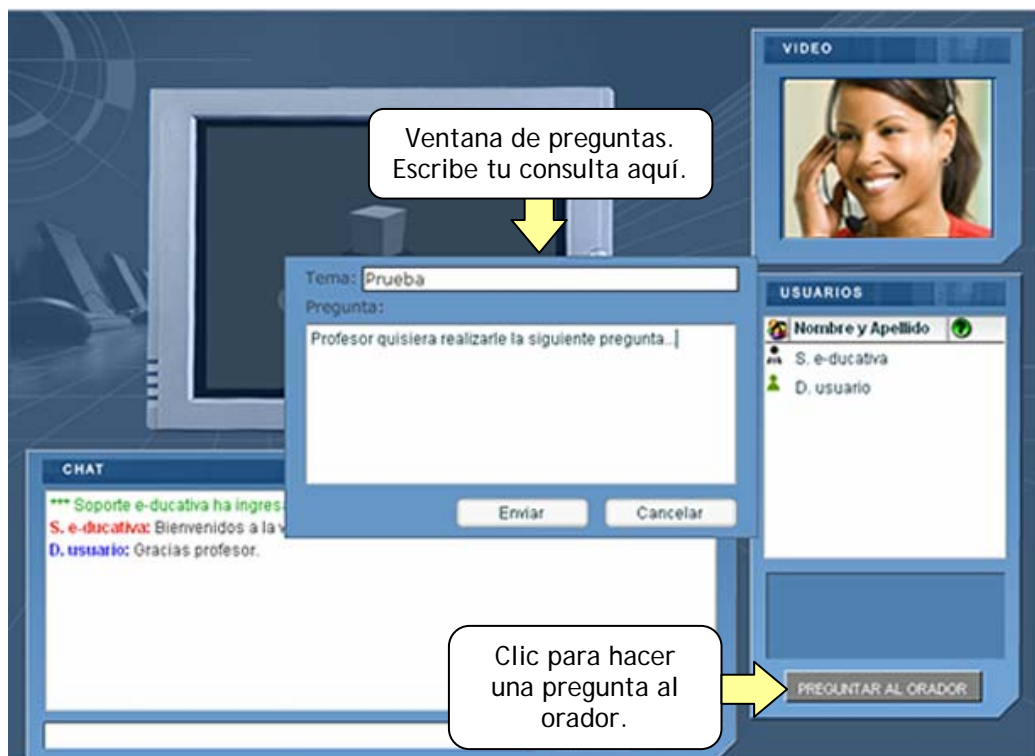 VIDEO
Ventana de preguntas.
Escribe tu consulta aquí.
Tema: Prueba
Pregunta:
Profesor quisiera realizarle la siguiente pregunta...
Enviar
Cancelar
USUARIOS
Nombre y Apellido
S. e-ducativa
D. usuario
CHAT
*** Soporte e-ducativa ha ingres
S. e-ducativa: Bienvenidos a la v
D. usuario: Gracias profesor.
Clic para hacer
una pregunta al
orador.
PREGUNTAR AL ORADOR